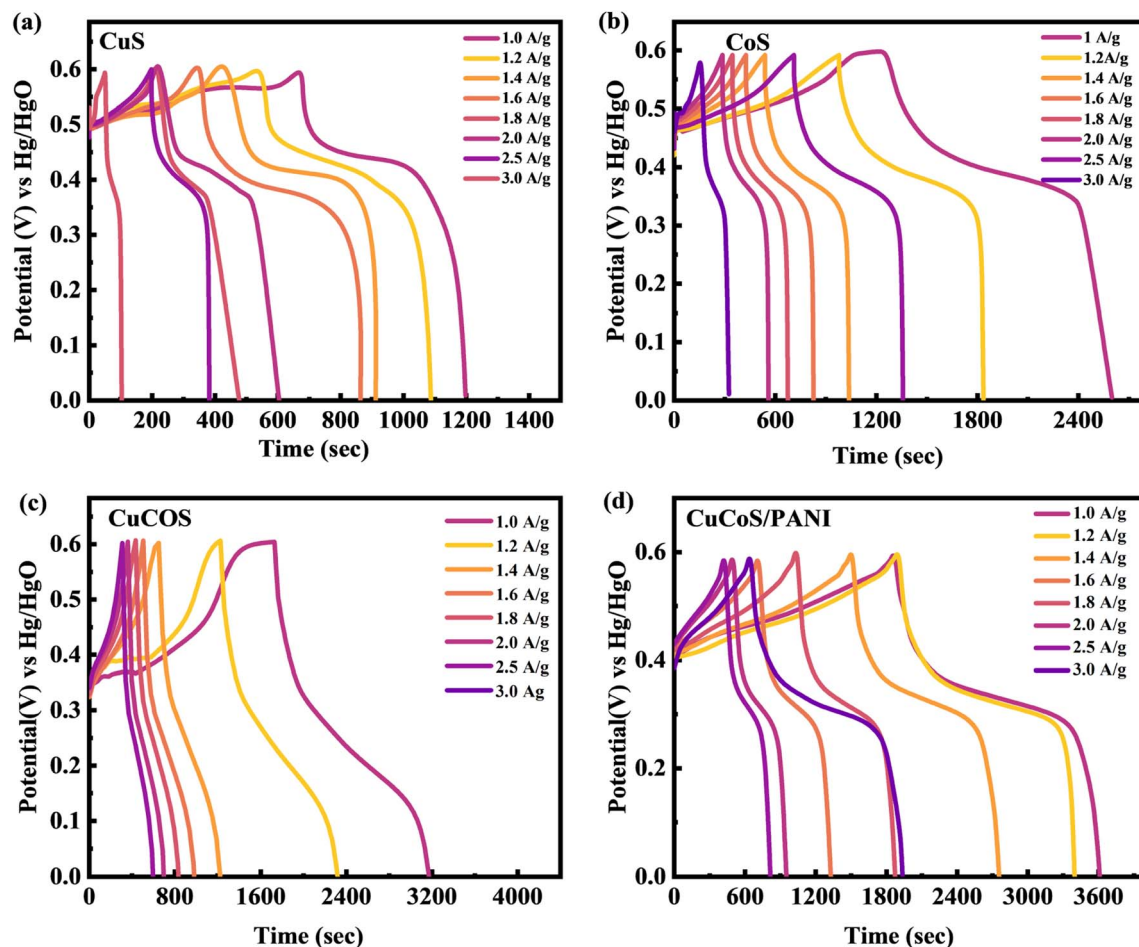 (a)
CuS
1.0 A/g
1.2 A/g
1.4 A/g
1.6 A/g
1.8 A/g
2.0 A/g
2.5 A/g
3.0 A/g
0.6
0.5
0.4
0.3
0.2
0.1
0.0
Potential (V) vs Hg/HgO
0 200 400 600 800 1000 1200 1400
Time (sec)
(b)
CoS
1 A/g
1.2A/g
1.4 A/g
1.6 A/g
1.8 A/g
2.0 A/g
2.5 A/g
3.0 A/g
0.6
0.5
0.4
0.3
0.2
0.1
0.0
Potential (V) vs Hg/HgO
0 600 1200 1800 2400
Time (sec)
(c)
CuCOS
1.0 A/g
1.2 A/g
1.4 A/g
1.6 A/g
1.8 A/g
2.0 A/g
2.5 A/g
3.0 Ag
0.6
0.5
0.4
0.3
0.2
0.1
0.0
Potential(V) vs Hg/HgO
0 800 1600 2400 3200 4000
Time (sec)
(d)
CuCoS/PANI
1.0 A/g
1.2 A/g
1.4 A/g
1.6 A/g
1.8 A/g
2.0 A/g
2.5 A/g
3.0 A/g
0.6
0.4
0.2
0.0
Potential(V) vs Hg/HgO
0 600 1200 1800 2400 3000 3600
Time (sec)